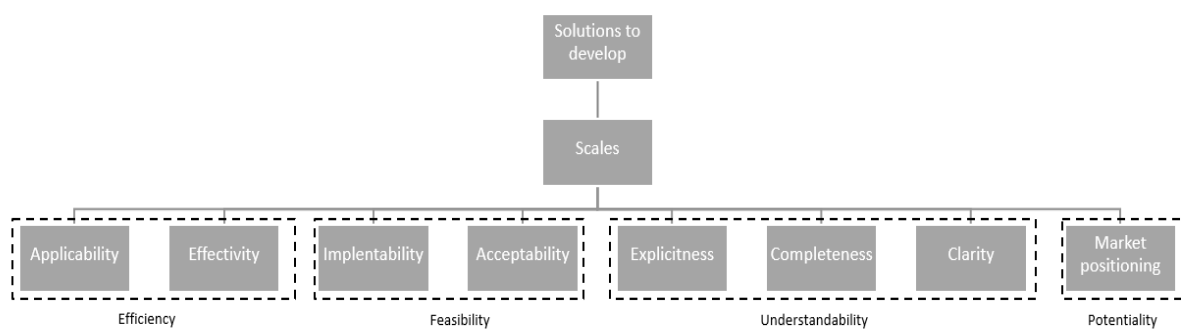 Solutions to
develop
Scales
Applicability
Effectivity
Implentability
Acceptability
Explicitness
Completeness
Clarity
Market
positioning
Efficiency
Feasibility
Understandability
Potentiality